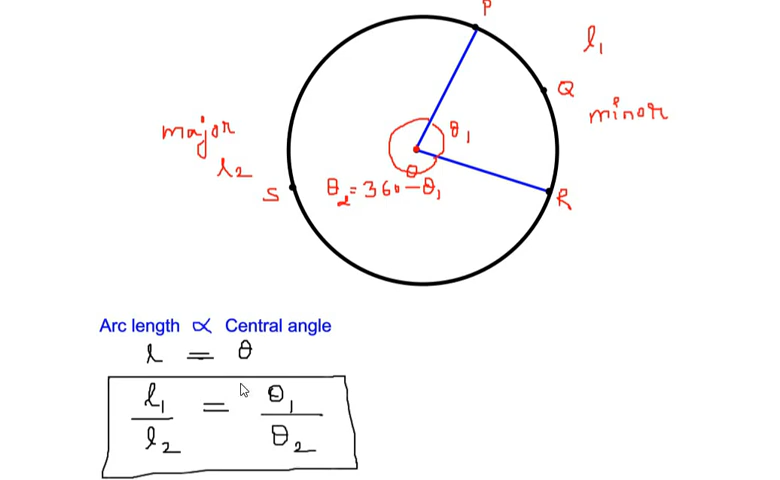 P
l₁
Q
minor
major
l₂
θ₁
θ
S
θ₂=360-θ₁
R
Arc length ∝ Central angle
l = θ
l₁/l₂ = θ₁/θ₂